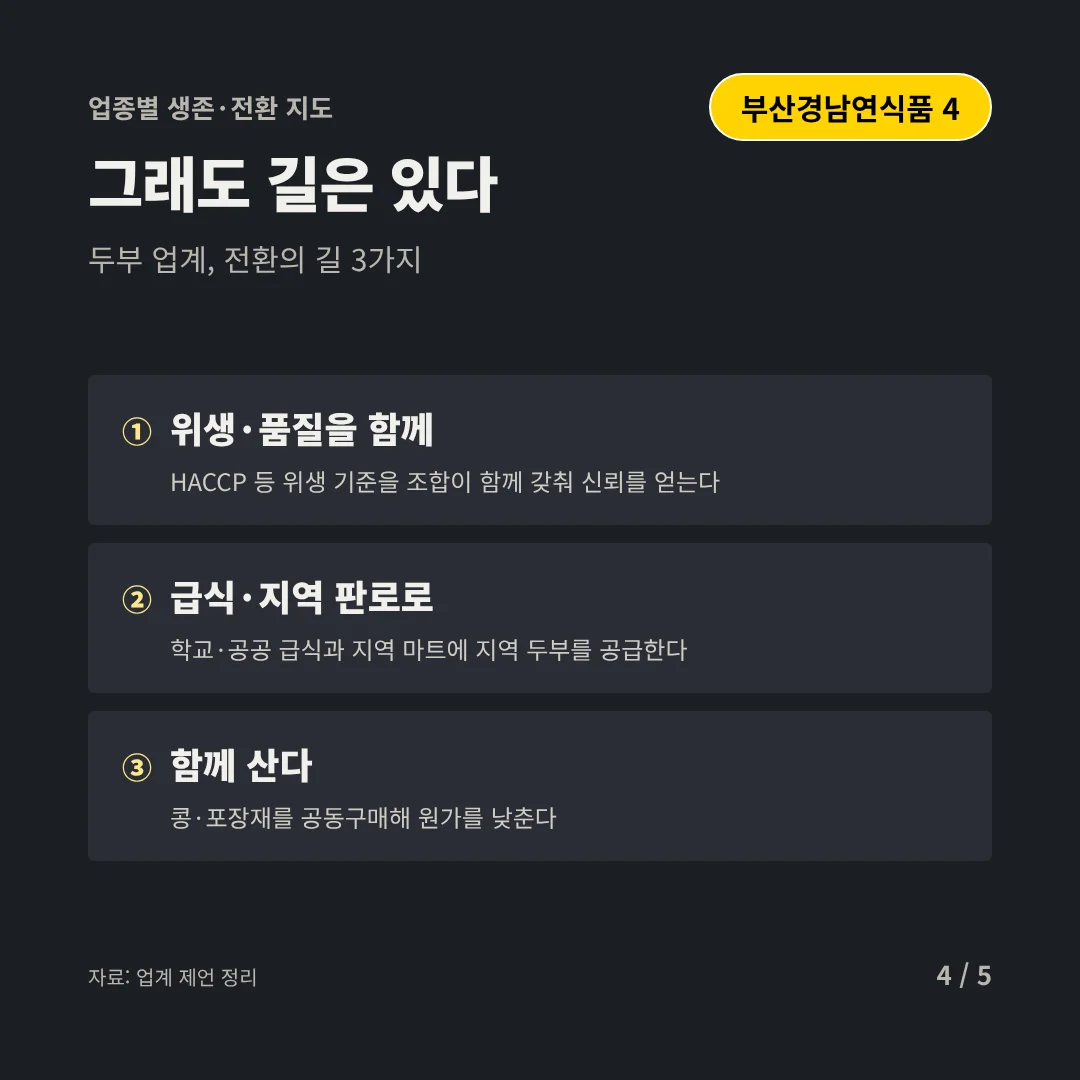 업종별 생존·전환 지도
부산경남연식품 4
그래도 길은 있다
두부 업계, 전환의 길 3가지
① 위생·품질을 함께
HACCP 등 위생 기준을 조합이 함께 갖춰 신뢰를 얻는다
② 급식·지역 판로로
학교·공공 급식과 지역 마트에 지역 두부를 공급한다
③ 함께 산다
콩·포장재를 공동구매해 원가를 낮춘다
자료: 업계 제언 정리
4 / 5